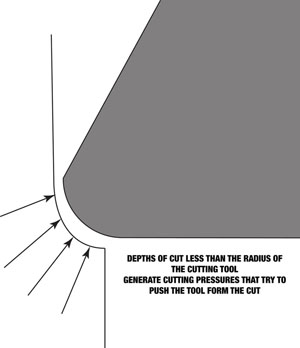 DEPTHS OF CUT LESS THAN THE RADIUS OF
THE CUTTING TOOL
GENERATE CUTTING PRESSURES THAT TRY TO
PUSH THE TOOL FORM THE CUT